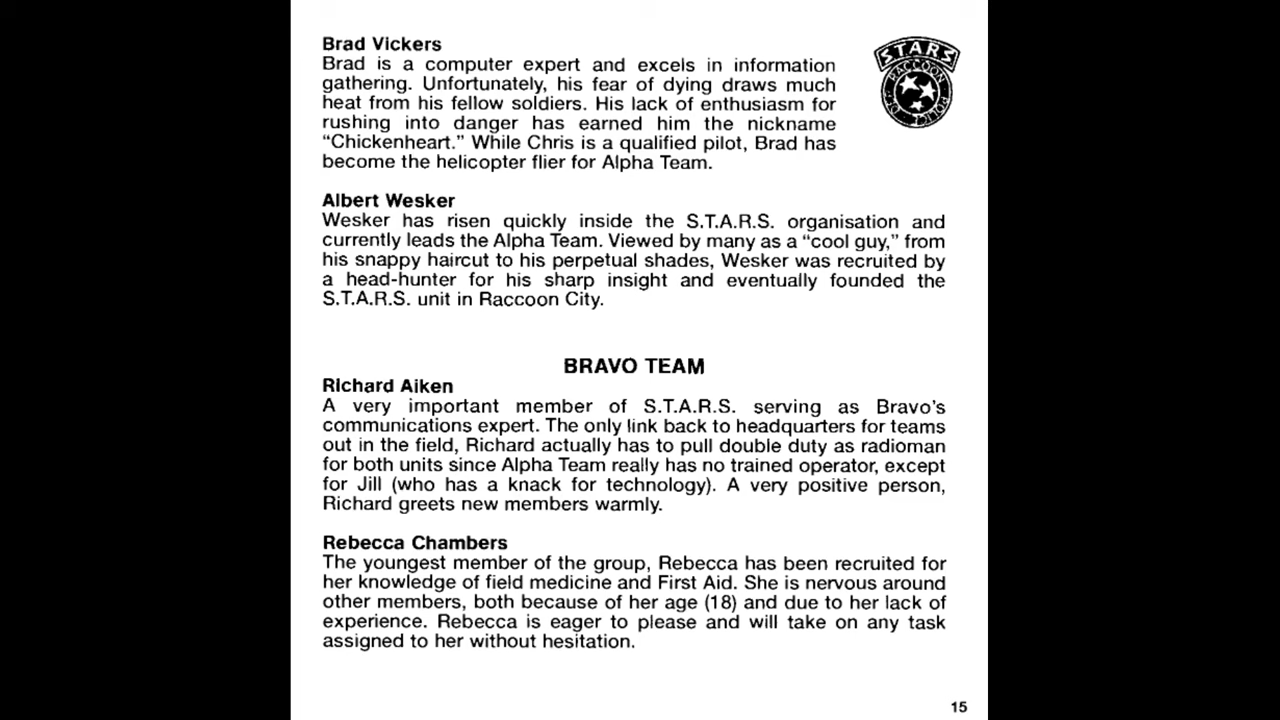 Brad Vickers
Brad is a computer expert and excels in information
gathering. Unfortunately, his fear of dying draws much
heat from his fellow soldiers. His lack of enthusiasm for
rushing into danger has earned him the nickname
“Chickenheart.” While Chris is a qualified pilot, Brad has
become the helicopter flier for Alpha Team.
STARS
RACCOON
POLICE DE
Albert Wesker
Wesker has risen quickly inside the S.T.A.R.S. organisation and
currently leads the Alpha Team. Viewed by many as a “cool guy,” from
his snappy haircut to his perpetual shades, Wesker was recruited by
a head-hunter for his sharp insight and eventually founded the
S.T.A.R.S. unit in Raccoon City.
BRAVO TEAM
Richard Aiken
A very important member of S.T.A.R.S. serving as Bravo’s
communications expert. The only link back to headquarters for teams
out in the field, Richard actually has to pull double duty as radioman
for both units since Alpha Team really has no trained operator, except
for Jill (who has a knack for technology). A very positive person,
Richard greets new members warmly.
Rebecca Chambers
The youngest member of the group, Rebecca has been recruited for
her knowledge of field medicine and First Aid. She is nervous around
other members, both because of her age (18) and due to her lack of
experience. Rebecca is eager to please and will take on any task
assigned to her without hesitation.
15